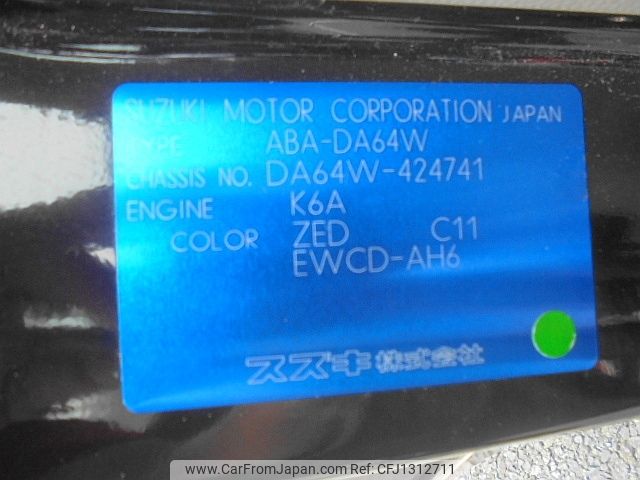 SUZUKI MOTOR CORPORATION JAPAN
TYPE ABA-DA64W
CHASSIS NO. DA64W-424741
ENGINE K6A
COLOR ZED C11
EWCD-AH6
スズキ株式会社
www.CarFromJapan.com - CFJ1312711